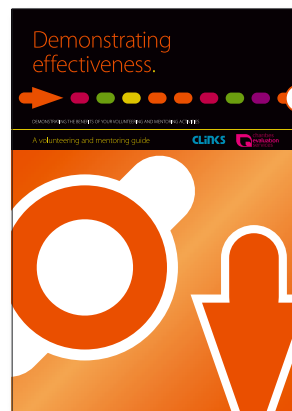 Demonstrating
effectiveness.
DEMONSTRATING THE BENEFITS OF YOUR VOLUNTEERING AND MENTORING ACTIVITIES
A volunteering and mentoring guide
CLiNKS
charities
evaluation
services